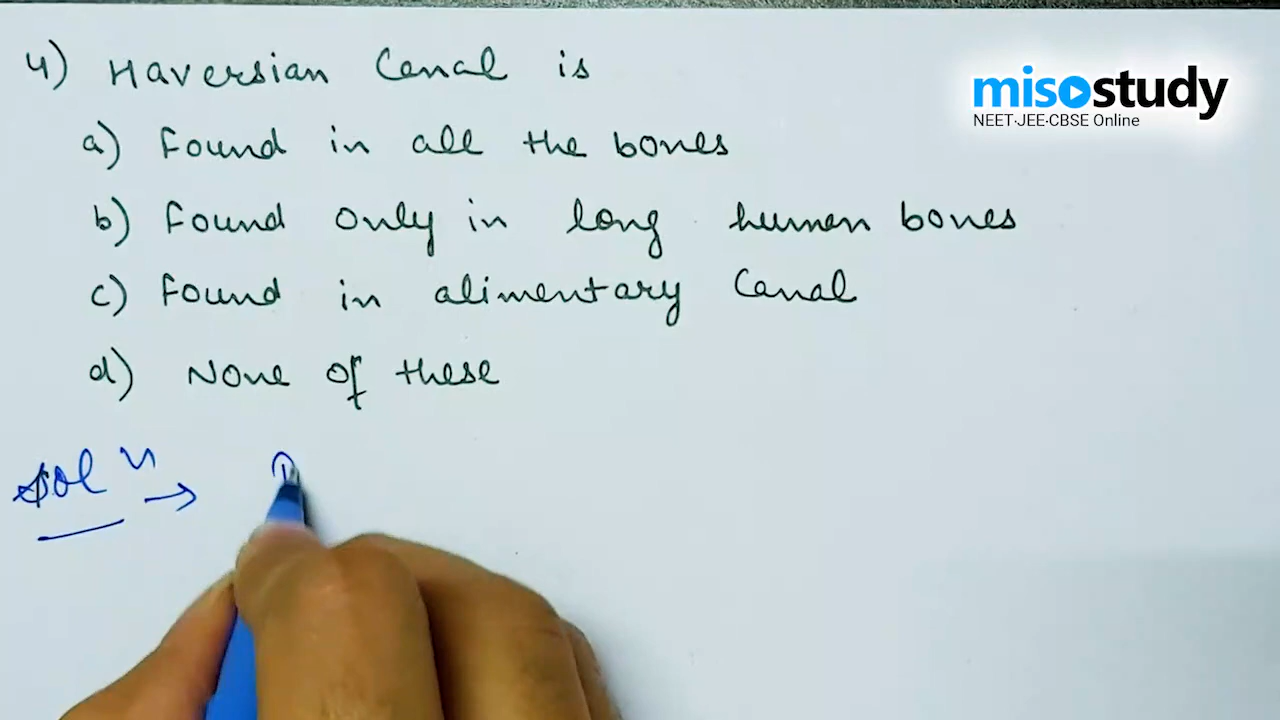 4) Haversian Canal is
a) Found in all the bones
b) Found only in long human bones
c) Found in alimentary Canal
d) None of these
Solⁿ →
misostudy
NEET·JEE·CBSE Online